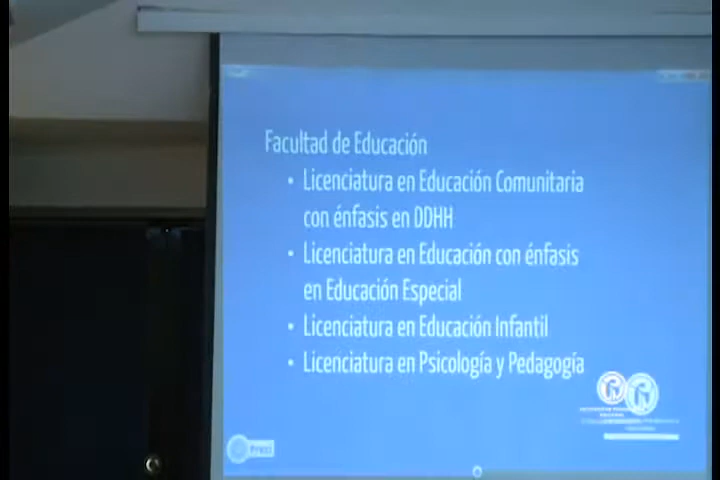 Facultad de Educación
• Licenciatura en Educación Comunitaria
con énfasis en DDHH
• Licenciatura en Educación con énfasis
en Educación Especial
• Licenciatura en Educación Infantil
• Licenciatura en Psicología y Pedagogía
Prezi